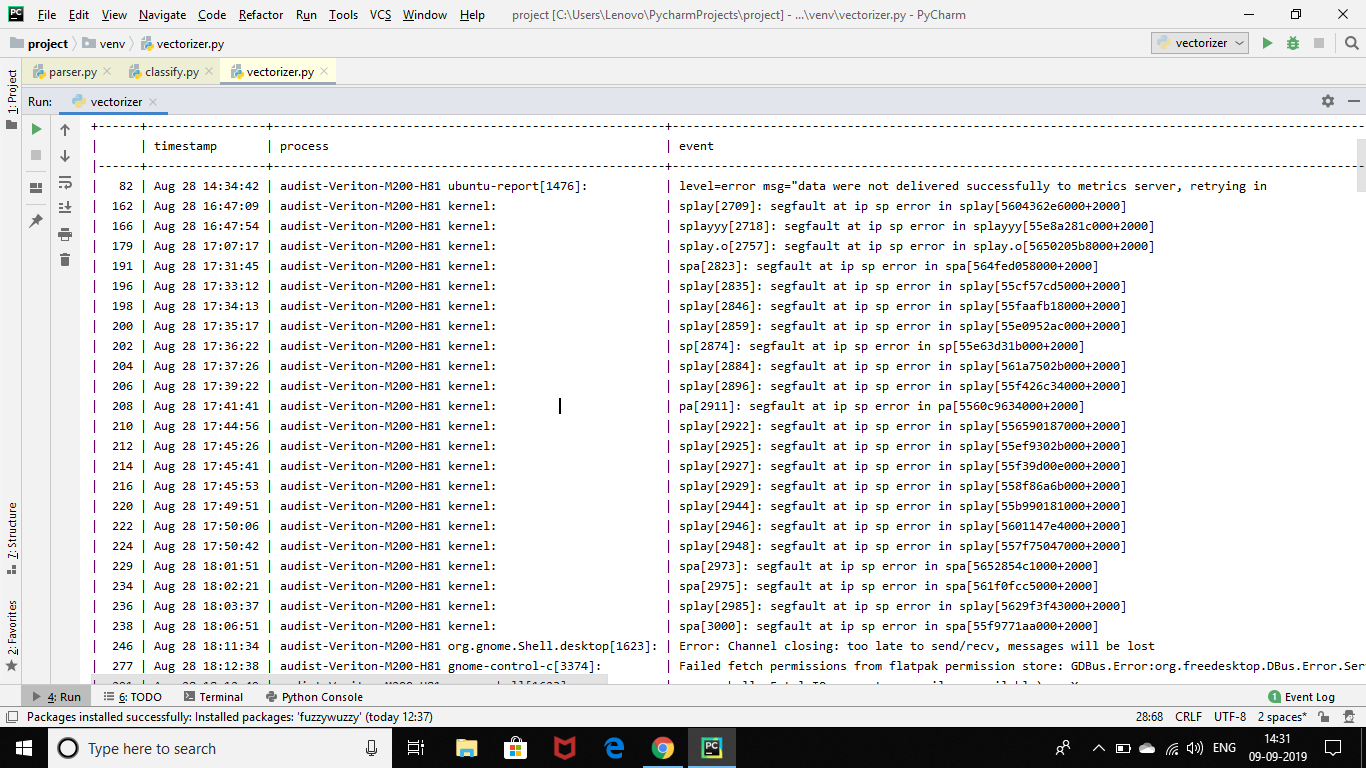 File Edit View Navigate Code Refactor Run Tools VCS Window Help project [C:\Users\Lenovo\PycharmProjects\project] - ...\venv\vectorizer.py - PyCharm
project venv vectorizer.py vectorizer
parser.py classify.py vectorizer.py
1: Project
Run: vectorizer
+------+-----------------+---------------------------------------------------------+---------------------------------------------------------------------------------------------------
| | timestamp | process | event
|------+-----------------+---------------------------------------------------------+---------------------------------------------------------------------------------------------------
| 82 | Aug 28 14:34:42 | audist-Veriton-M200-H81 ubuntu-report[1476]: | level=error msg="data were not delivered successfully to metrics server, retrying in
| 162 | Aug 28 16:47:09 | audist-Veriton-M200-H81 kernel: | splay[2709]: segfault at ip sp error in splay[5604362e6000+2000]
| 166 | Aug 28 16:47:54 | audist-Veriton-M200-H81 kernel: | splayyy[2718]: segfault at ip sp error in splayyy[55e8a281c000+2000]
| 179 | Aug 28 17:07:17 | audist-Veriton-M200-H81 kernel: | splay.o[2757]: segfault at ip sp error in splay.o[5650205b8000+2000]
| 191 | Aug 28 17:31:45 | audist-Veriton-M200-H81 kernel: | spa[2823]: segfault at ip sp error in spa[564fed058000+2000]
| 196 | Aug 28 17:33:12 | audist-Veriton-M200-H81 kernel: | splay[2835]: segfault at ip sp error in splay[55cf57cd5000+2000]
| 198 | Aug 28 17:34:13 | audist-Veriton-M200-H81 kernel: | splay[2846]: segfault at ip sp error in splay[55faafb18000+2000]
| 200 | Aug 28 17:35:17 | audist-Veriton-M200-H81 kernel: | splay[2859]: segfault at ip sp error in splay[55e0952ac000+2000]
| 202 | Aug 28 17:36:22 | audist-Veriton-M200-H81 kernel: | sp[2874]: segfault at ip sp error in sp[55e63d31b000+2000]
| 204 | Aug 28 17:37:26 | audist-Veriton-M200-H81 kernel: | splay[2884]: segfault at ip sp error in splay[561a7502b000+2000]
| 206 | Aug 28 17:39:22 | audist-Veriton-M200-H81 kernel: | splay[2896]: segfault at ip sp error in splay[55f426c34000+2000]
| 208 | Aug 28 17:41:41 | audist-Veriton-M200-H81 kernel: | pa[2911]: segfault at ip sp error in pa[5560c9634000+2000]
| 210 | Aug 28 17:44:56 | audist-Veriton-M200-H81 kernel: | splay[2922]: segfault at ip sp error in splay[556590187000+2000]
| 212 | Aug 28 17:45:26 | audist-Veriton-M200-H81 kernel: | splay[2925]: segfault at ip sp error in splay[55ef9302b000+2000]
| 214 | Aug 28 17:45:41 | audist-Veriton-M200-H81 kernel: | splay[2927]: segfault at ip sp error in splay[55f39d00e000+2000]
| 216 | Aug 28 17:45:53 | audist-Veriton-M200-H81 kernel: | splay[2929]: segfault at ip sp error in splay[558f86a6b000+2000]
| 220 | Aug 28 17:49:51 | audist-Veriton-M200-H81 kernel: | splay[2944]: segfault at ip sp error in splay[55b990181000+2000]
| 222 | Aug 28 17:50:06 | audist-Veriton-M200-H81 kernel: | splay[2946]: segfault at ip sp error in splay[5601147e4000+2000]
| 224 | Aug 28 17:50:42 | audist-Veriton-M200-H81 kernel: | splay[2948]: segfault at ip sp error in splay[557f75047000+2000]
| 229 | Aug 28 18:01:51 | audist-Veriton-M200-H81 kernel: | spa[2973]: segfault at ip sp error in spa[5652854c1000+2000]
| 234 | Aug 28 18:02:21 | audist-Veriton-M200-H81 kernel: | spa[2975]: segfault at ip sp error in spa[561f0fcc5000+2000]
| 236 | Aug 28 18:03:37 | audist-Veriton-M200-H81 kernel: | splay[2985]: segfault at ip sp error in splay[5629f3f43000+2000]
| 238 | Aug 28 18:06:51 | audist-Veriton-M200-H81 kernel: | spa[3000]: segfault at ip sp error in spa[55f9771aa000+2000]
| 246 | Aug 28 18:11:34 | audist-Veriton-M200-H81 org.gnome.Shell.desktop[1623]: | Error: Channel closing: too late to send/recv, messages will be lost
| 277 | Aug 28 18:12:38 | audist-Veriton-M200-H81 gnome-control-c[3374]: | Failed fetch permissions from flatpak permission store: GDBus.Error:org.freedesktop.DBus.Error.Ser
7: Structure
2: Favorites
4: Run 6: TODO Terminal Python Console 1 Event Log
Packages installed successfully: Installed packages: 'fuzzywuzzy' (today 12:37) 28:68 CRLF UTF-8 2 spaces*
Type here to search ENG 14:31
09-09-2019